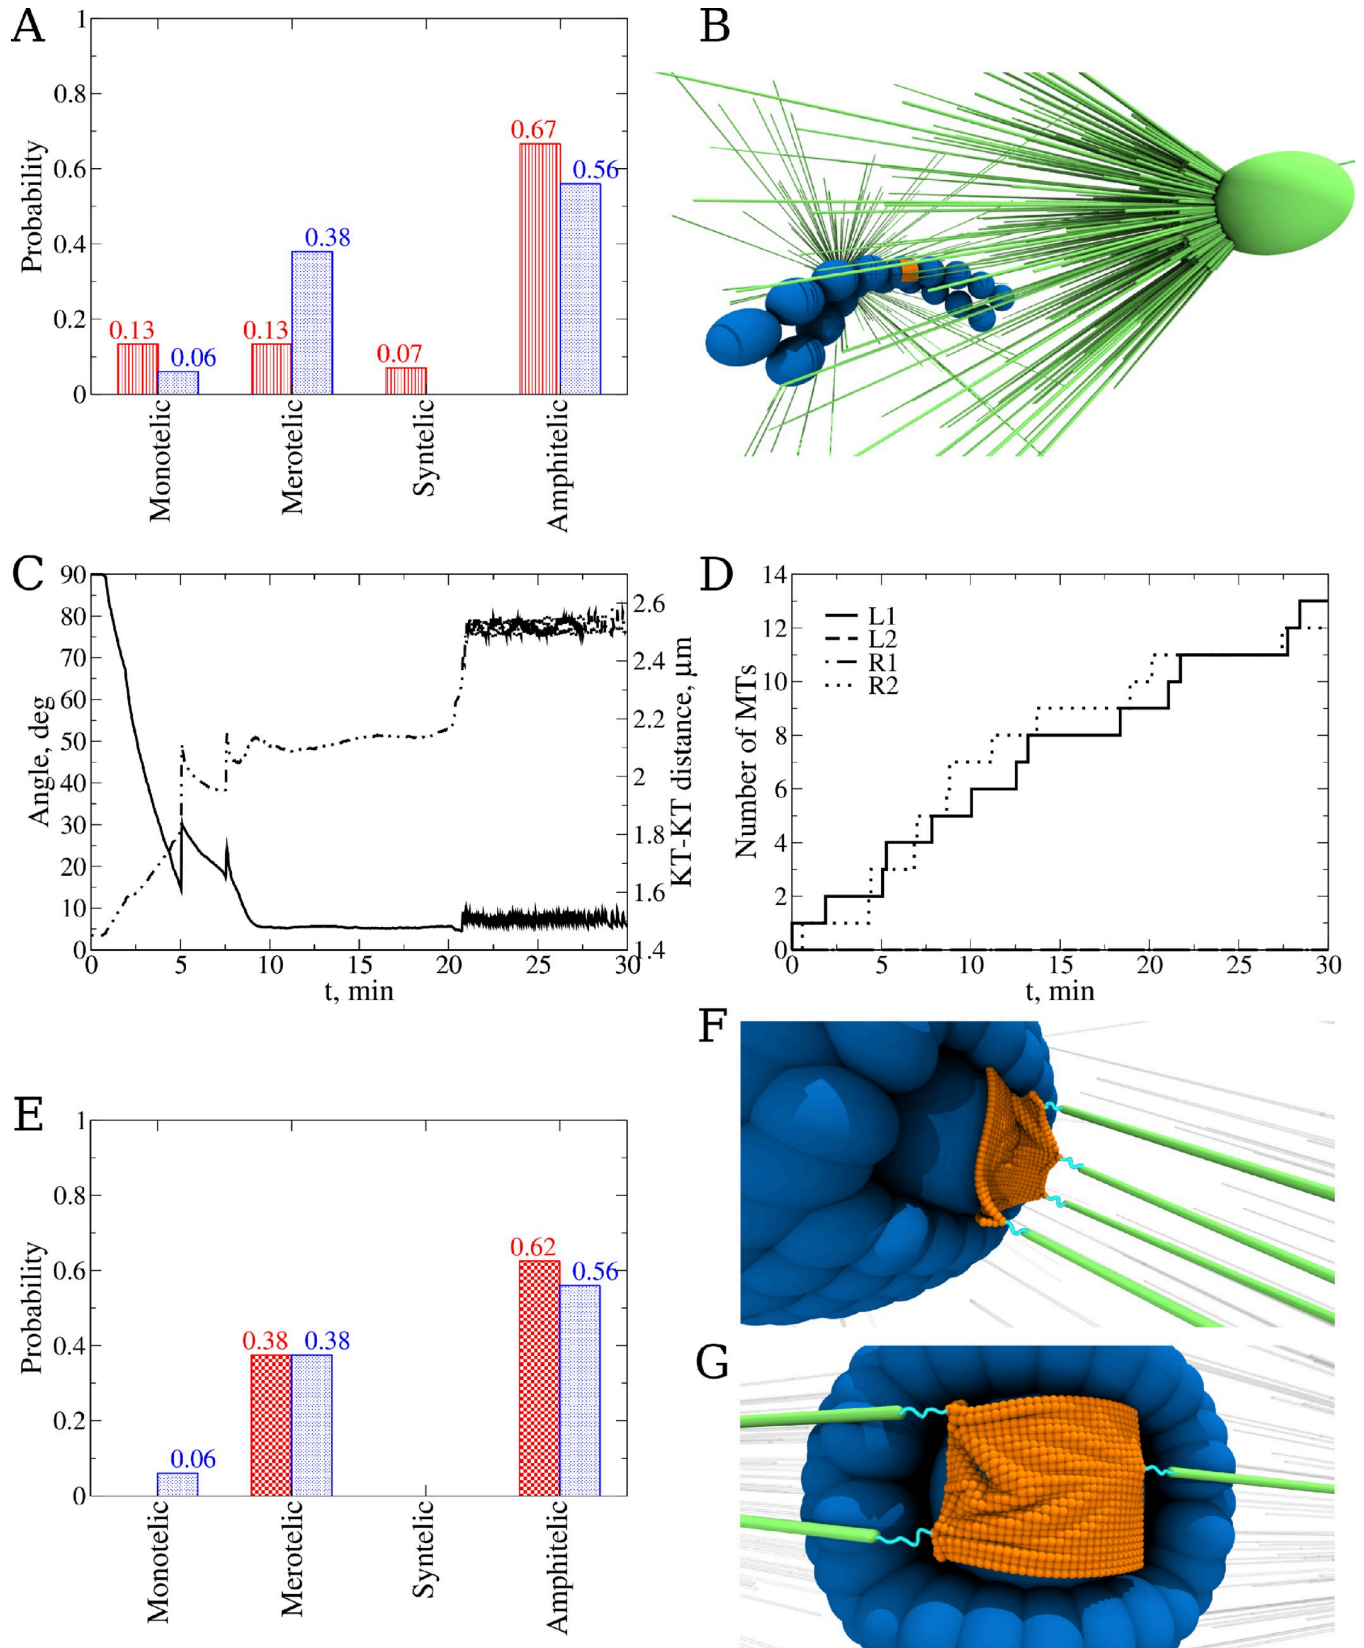 A
1
0.8
0.6
0.4
0.2
0
Probability
0.13
0.06
0.13
0.38
0.07
0.67
0.56
Monotelic
Merotelic
Syntelic
Amphitelic
B
C
90
80
70
60
50
40
30
20
10
0
Angle, deg
2.6
2.4
2.2
2
1.8
1.6
1.4
KT-KT distance, μm
0
5
10
15
20
25
30
t, min
D
14
12
10
8
6
4
2
0
Number of MTs
L1
L2
R1
R2
0
5
10
15
20
25
30
t, min
E
1
0.8
0.6
0.4
0.2
0
Probability
0.06
0.38
0.38
0.62
0.56
Monotelic
Merotelic
Syntelic
Amphitelic
F
G